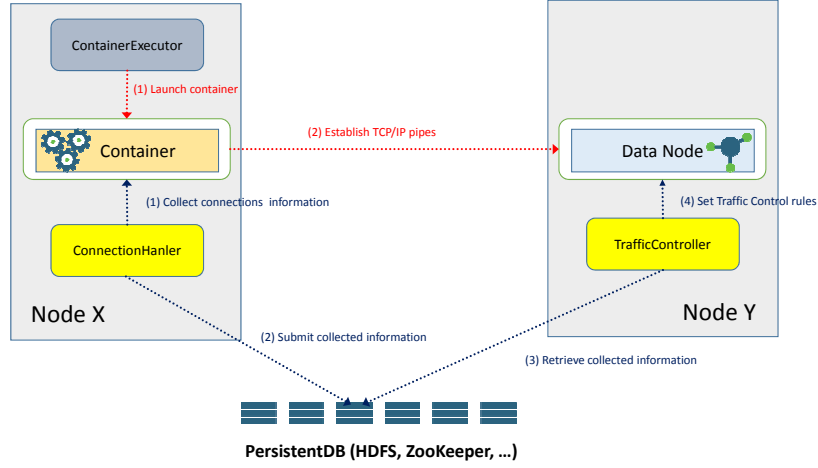 ContainerExecutor
(1) Launch container
Container
(2) Establish TCP/IP pipes
Data Node
(1) Collect connections information
(4) Set Traffic Control rules
ConnectionHanler
TrafficController
Node X
Node Y
(2) Submit collected information
(3) Retrieve collected information
PersistentDB (HDFS, ZooKeeper, ...)